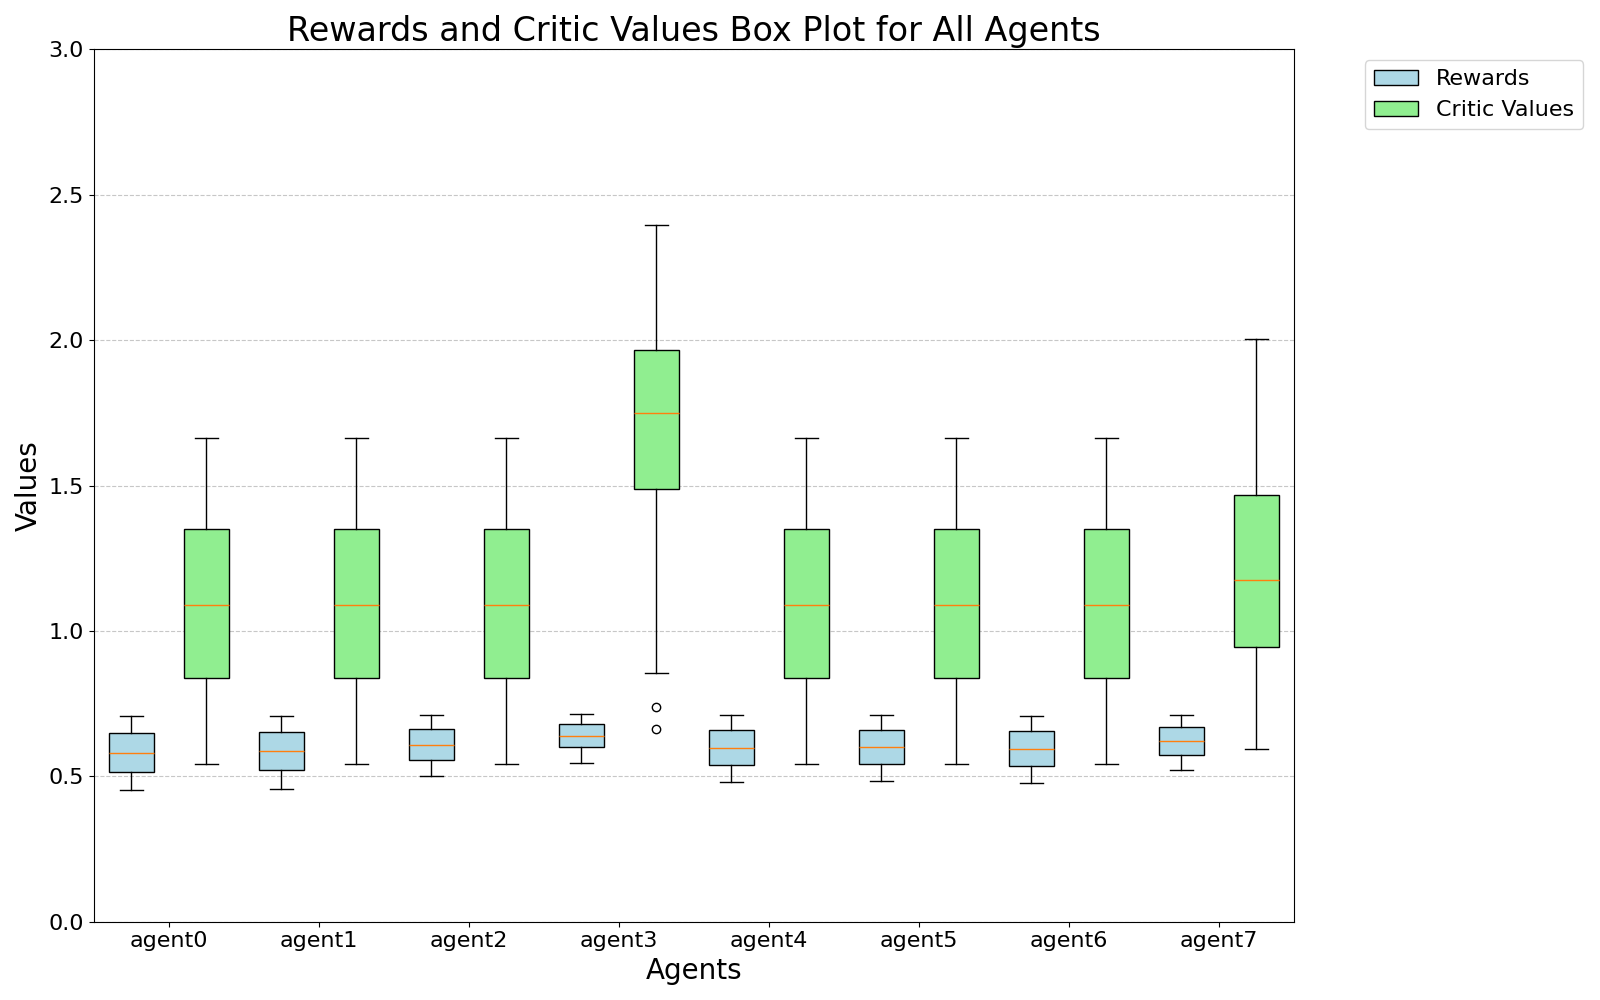 Rewards and Critic Values Box Plot for All Agents
Rewards
Critic Values
Values
3.0
2.5
2.0
1.5
1.0
0.5
0.0
agent0 agent1 agent2 agent3 agent4 agent5 agent6 agent7
Agents